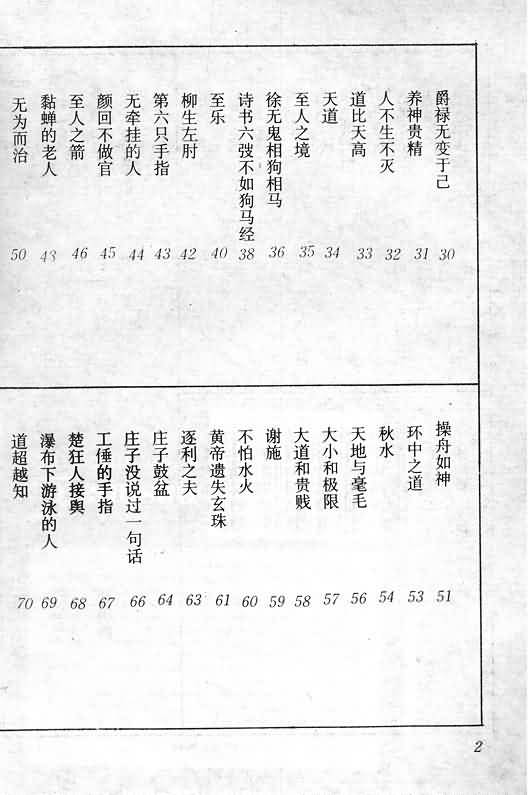 爵禄无变于己 30
养神贵精 31
人不生不灭 32
道比天高 33
天道 34
至人之境 35
徐无鬼相狗相马 36
诗书六弢不如狗马经 38
至乐 40
柳生左肘 42
第六只手指 43
无牵挂的人 44
颜回不做官 45
至人之箭 46
黏蝉的老人 48
无为而治 50
操舟如神 51
环中之道 53
秋水 54
天地与毫毛 56
大小和极限 57
大道和贵贱 58
谢施 59
不怕水火 60
黄帝遗失玄珠 61
逐利之夫 63
庄子鼓盆 64
庄子没说过一句话 66
工倕的手指 67
楚狂人接舆 68
瀑布下游泳的人 69
道超越知 70
2